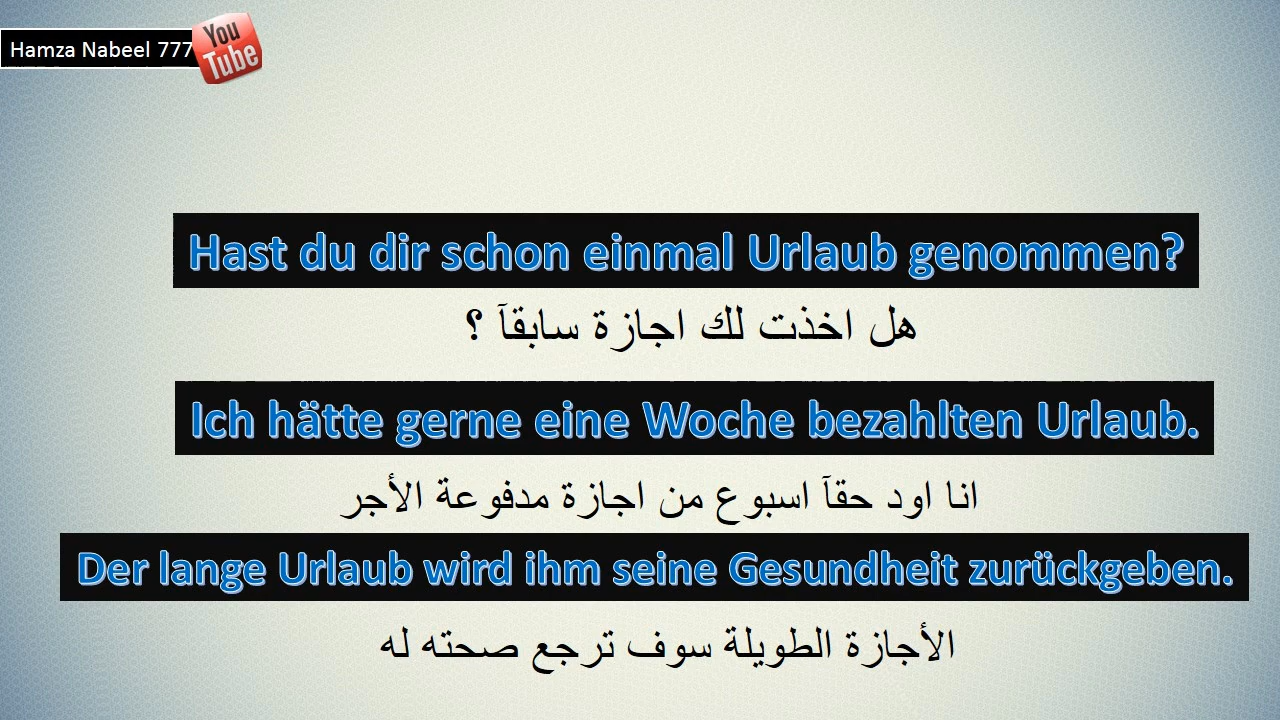 Hamza Nabeel 777
You
Tube
Hast du dir schon einmal Urlaub genommen?
هل اخذت لك اجازة سابقآ ؟
Ich hätte gerne eine Woche bezahlten Urlaub.
انا اود حقآ اسبوع من اجازة مدفوعة الأجر
Der lange Urlaub wird ihm seine Gesundheit zurückgeben.
الأجازة الطويلة سوف ترجع صحته له